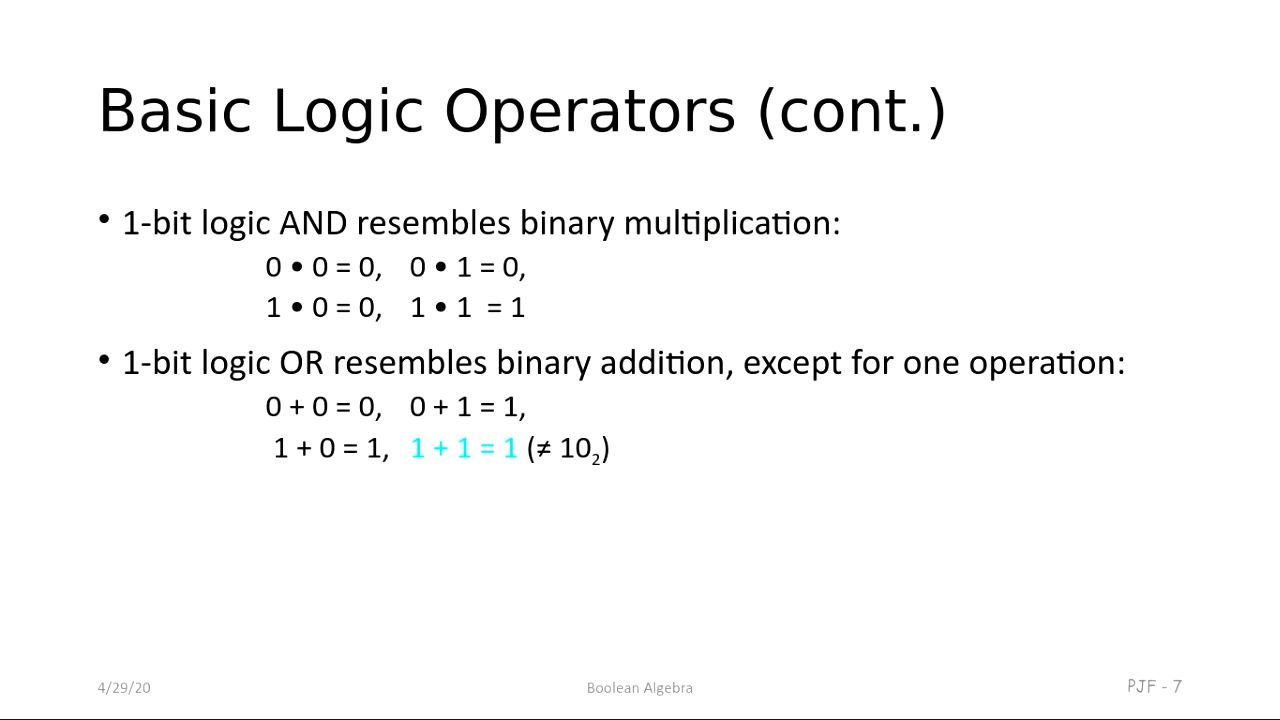 Basic Logic Operators (cont.)
• 1-bit logic AND resembles binary multiplication:
0 • 0 = 0, 0 • 1 = 0,
1 • 0 = 0, 1 • 1 = 1
• 1-bit logic OR resembles binary addition, except for one operation:
0 + 0 = 0, 0 + 1 = 1,
1 + 0 = 1, 1 + 1 = 1 (≠ 10₂)
4/29/20 Boolean Algebra PJF - 7